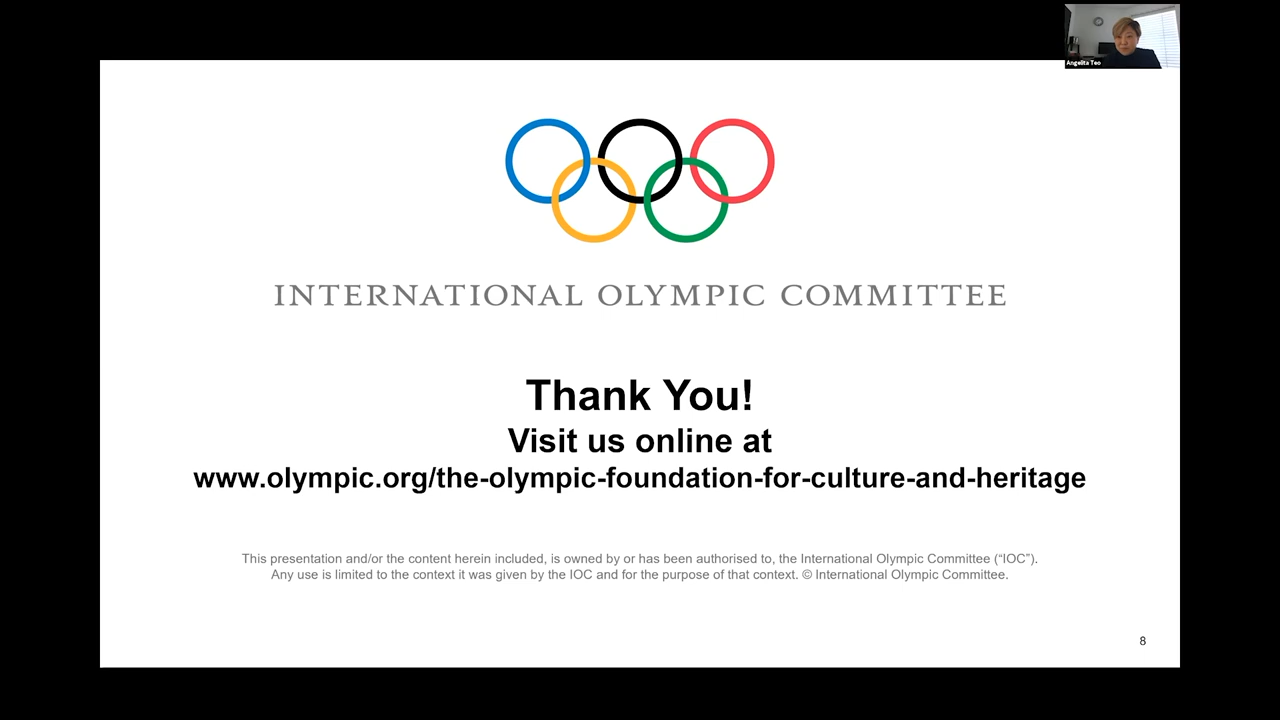 Angelita Teo
INTERNATIONAL OLYMPIC COMMITTEE
Thank You!
Visit us online at
www.olympic.org/the-olympic-foundation-for-culture-and-heritage
This presentation and/or the content herein included, is owned by or has been authorised to, the International Olympic Committee (“IOC”).
Any use is limited to the context it was given by the IOC and for the purpose of that context. © International Olympic Committee.
8